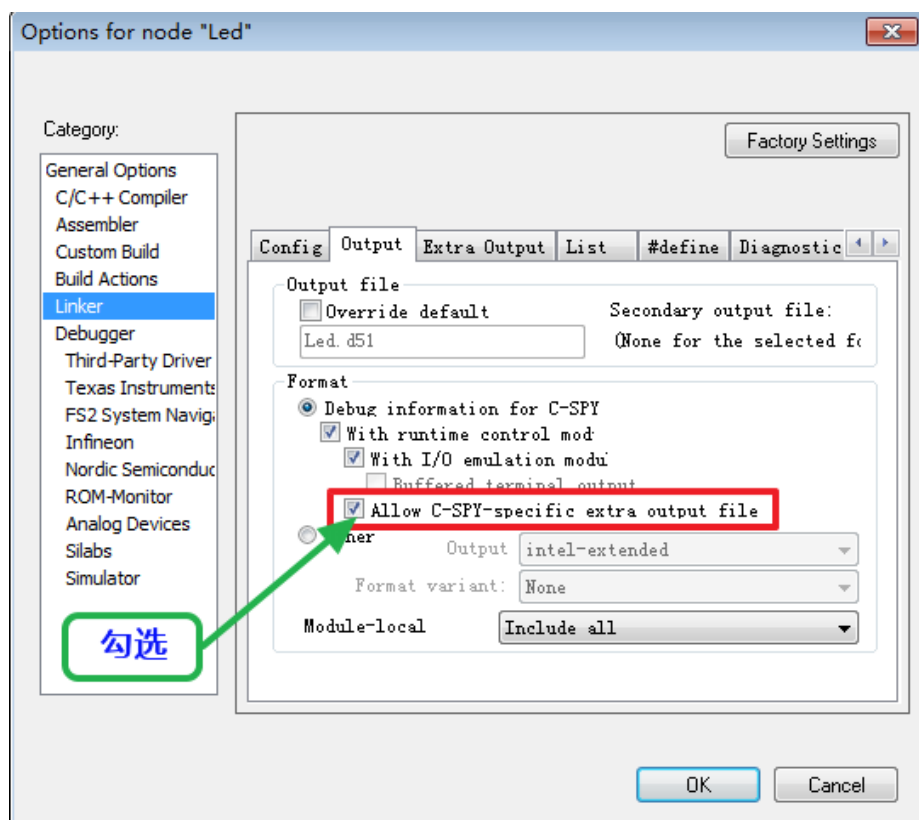 Options for node "Led"
Category:
Factory Settings
General Options
C/C++ Compiler
Assembler
Custom Build
Build Actions
Linker
Debugger
Third-Party Driver
Texas Instruments
FS2 System Naviga
Infineon
Nordic Semiconduc
ROM-Monitor
Analog Devices
Silabs
Simulator
Config Output Extra Output List #define Diagnostic
Output file
Override default
Secondary output file:
Led.d51
(None for the selected fo
Format
Debug information for C-SPY
With runtime control mod
With I/O emulation modu
Buffered terminal output
Allow C-SPY-specific extra output file
Output intel-extended
Format variant: None
Module-local Include all
勾选
OK Cancel